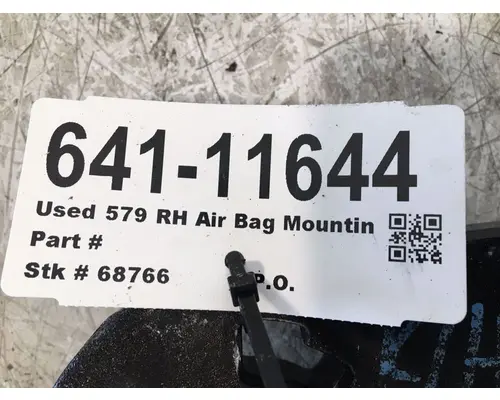 641-11644
Used 579 RH Air Bag Mountin
Part #
Stk # 68766 P.O.